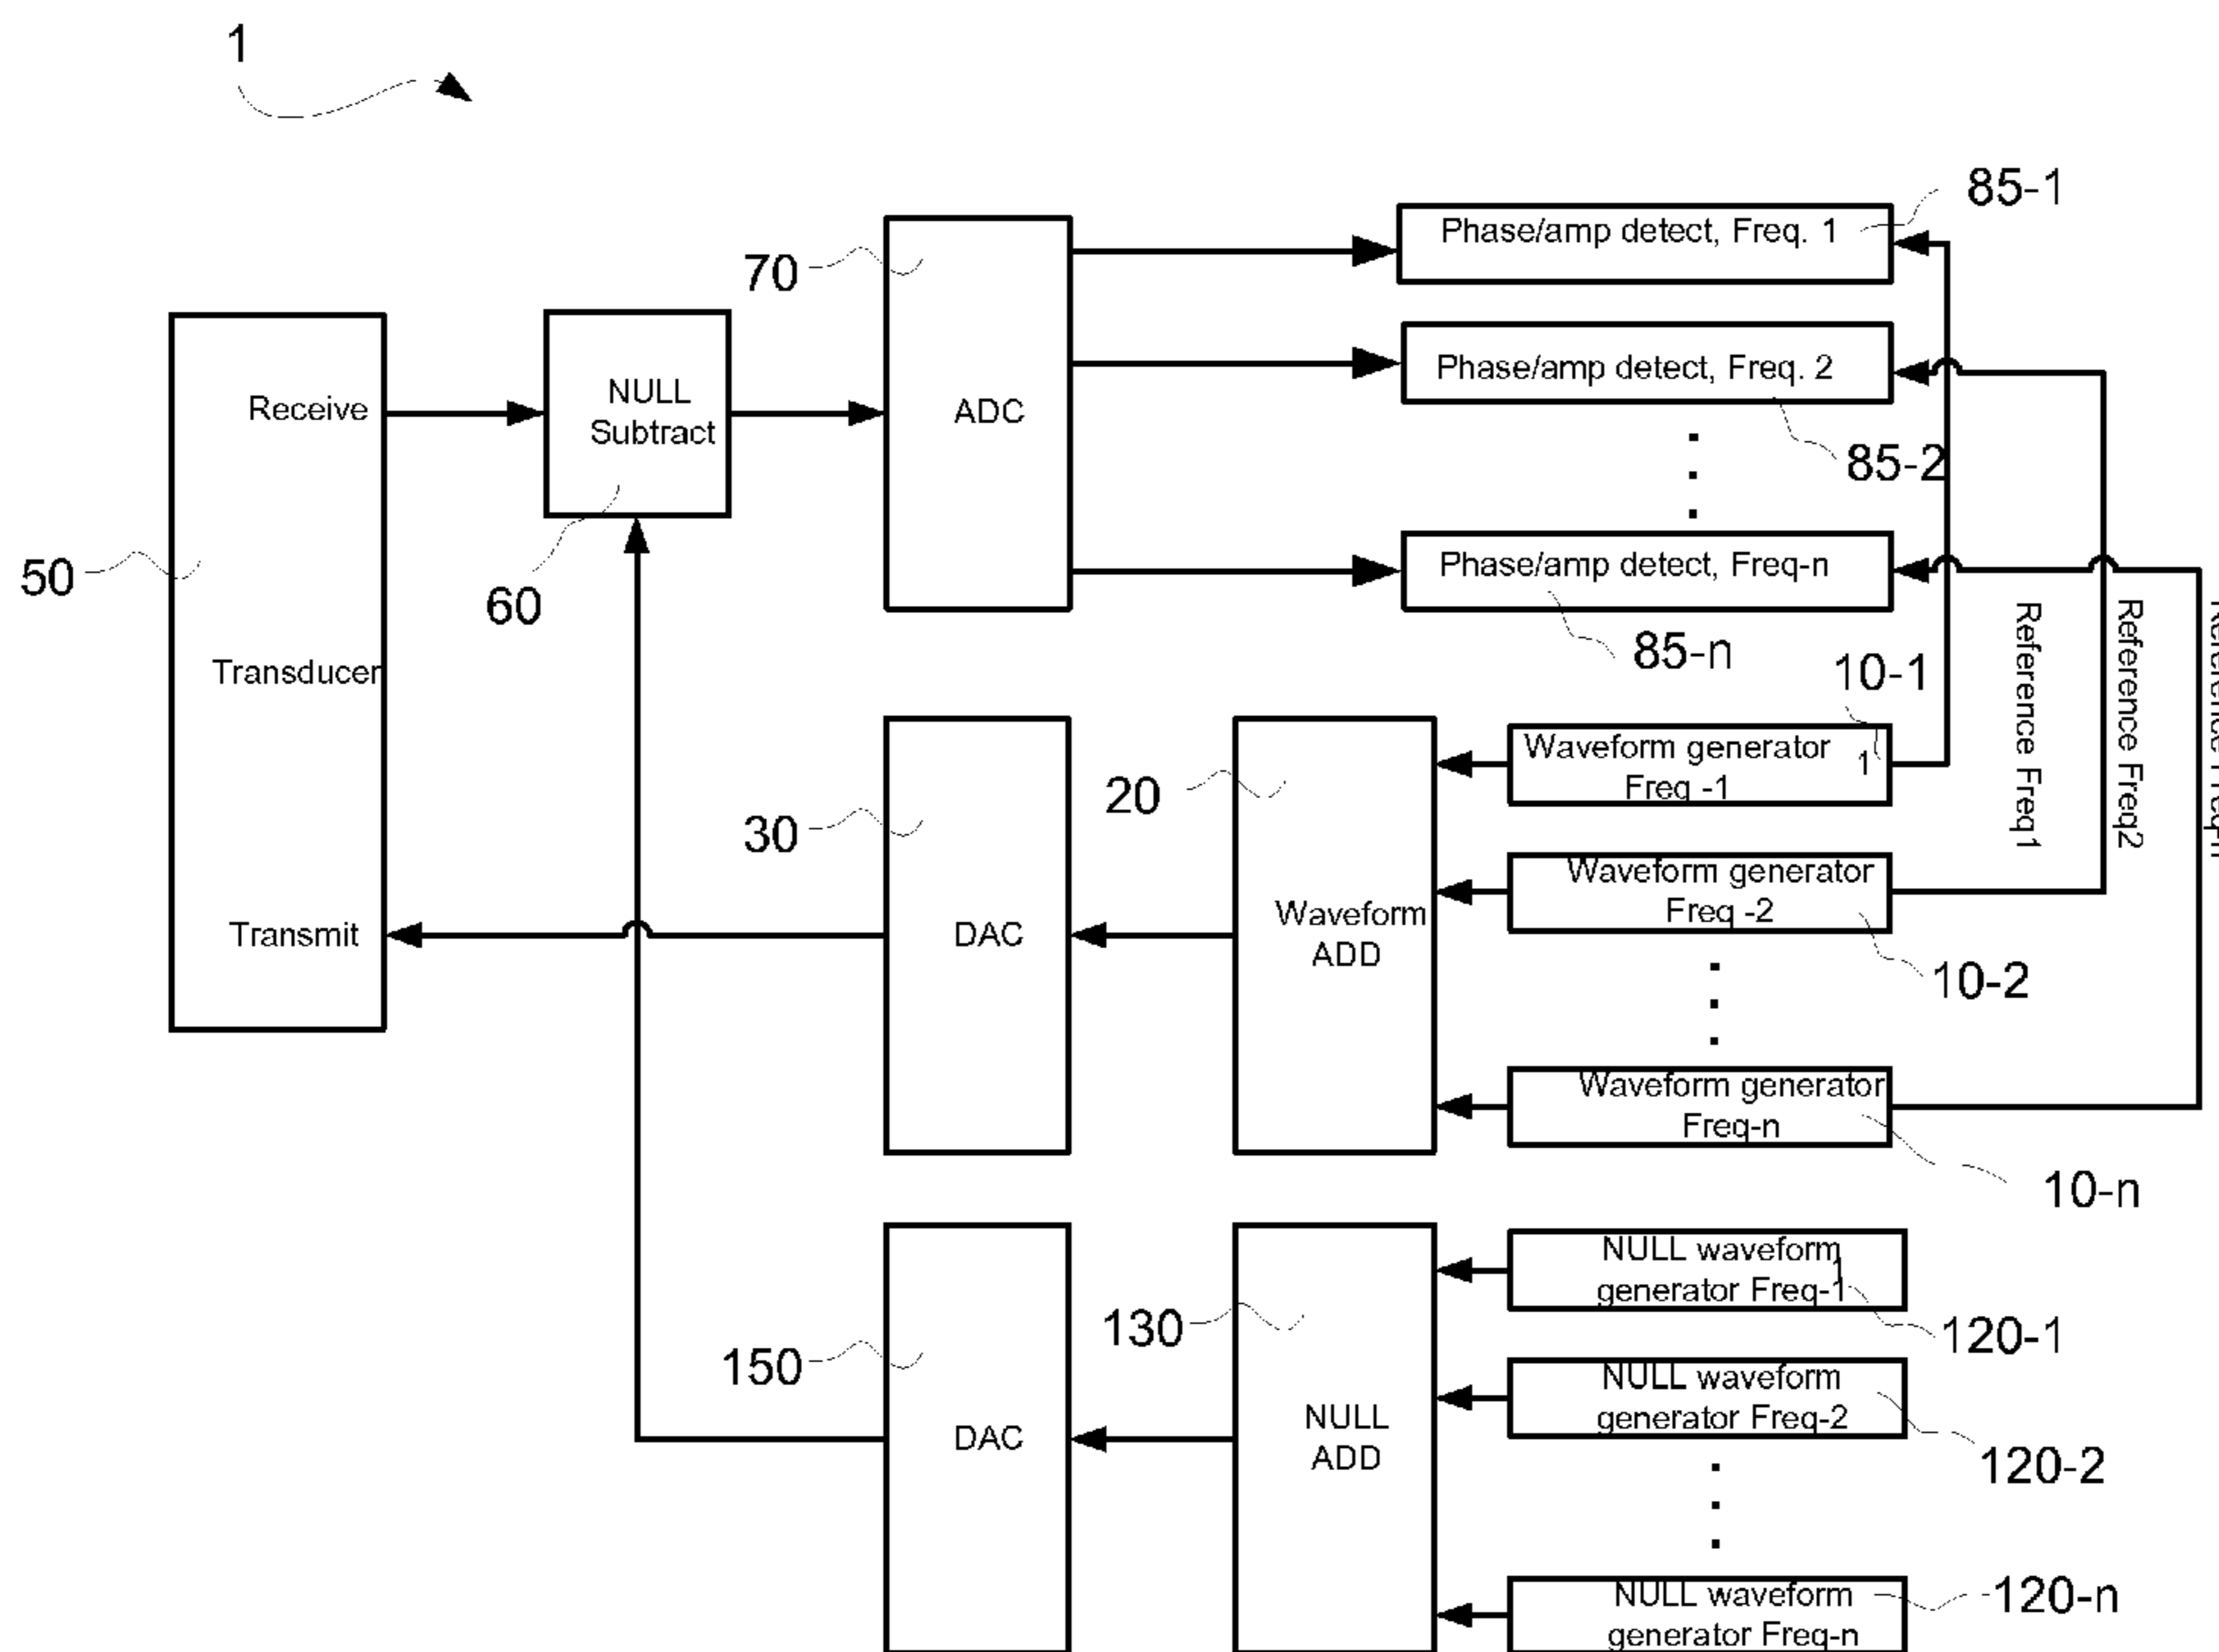 1
85-1
Phase/amp detect, Freq. 1
70
Receive
NULL
Subtract
ADC
Phase/amp detect, Freq. 2
85-2
50
60
Phase/amp detect, Freq-n
85-n
Transducer
10-1
Reference Freq1
Reference Freq2
30
20
Waveform generator 1
Freq -1
Waveform generator
Freq -2
Transmit
DAC
Waveform
ADD
10-2
Waveform generator
Freq-n
10-n
NULL waveform
1
generator Freq-1
130
120-1
150
NULL waveform
generator Freq-2
DAC
NULL
ADD
120-2
NULL waveform
generator Freq-n
120-n